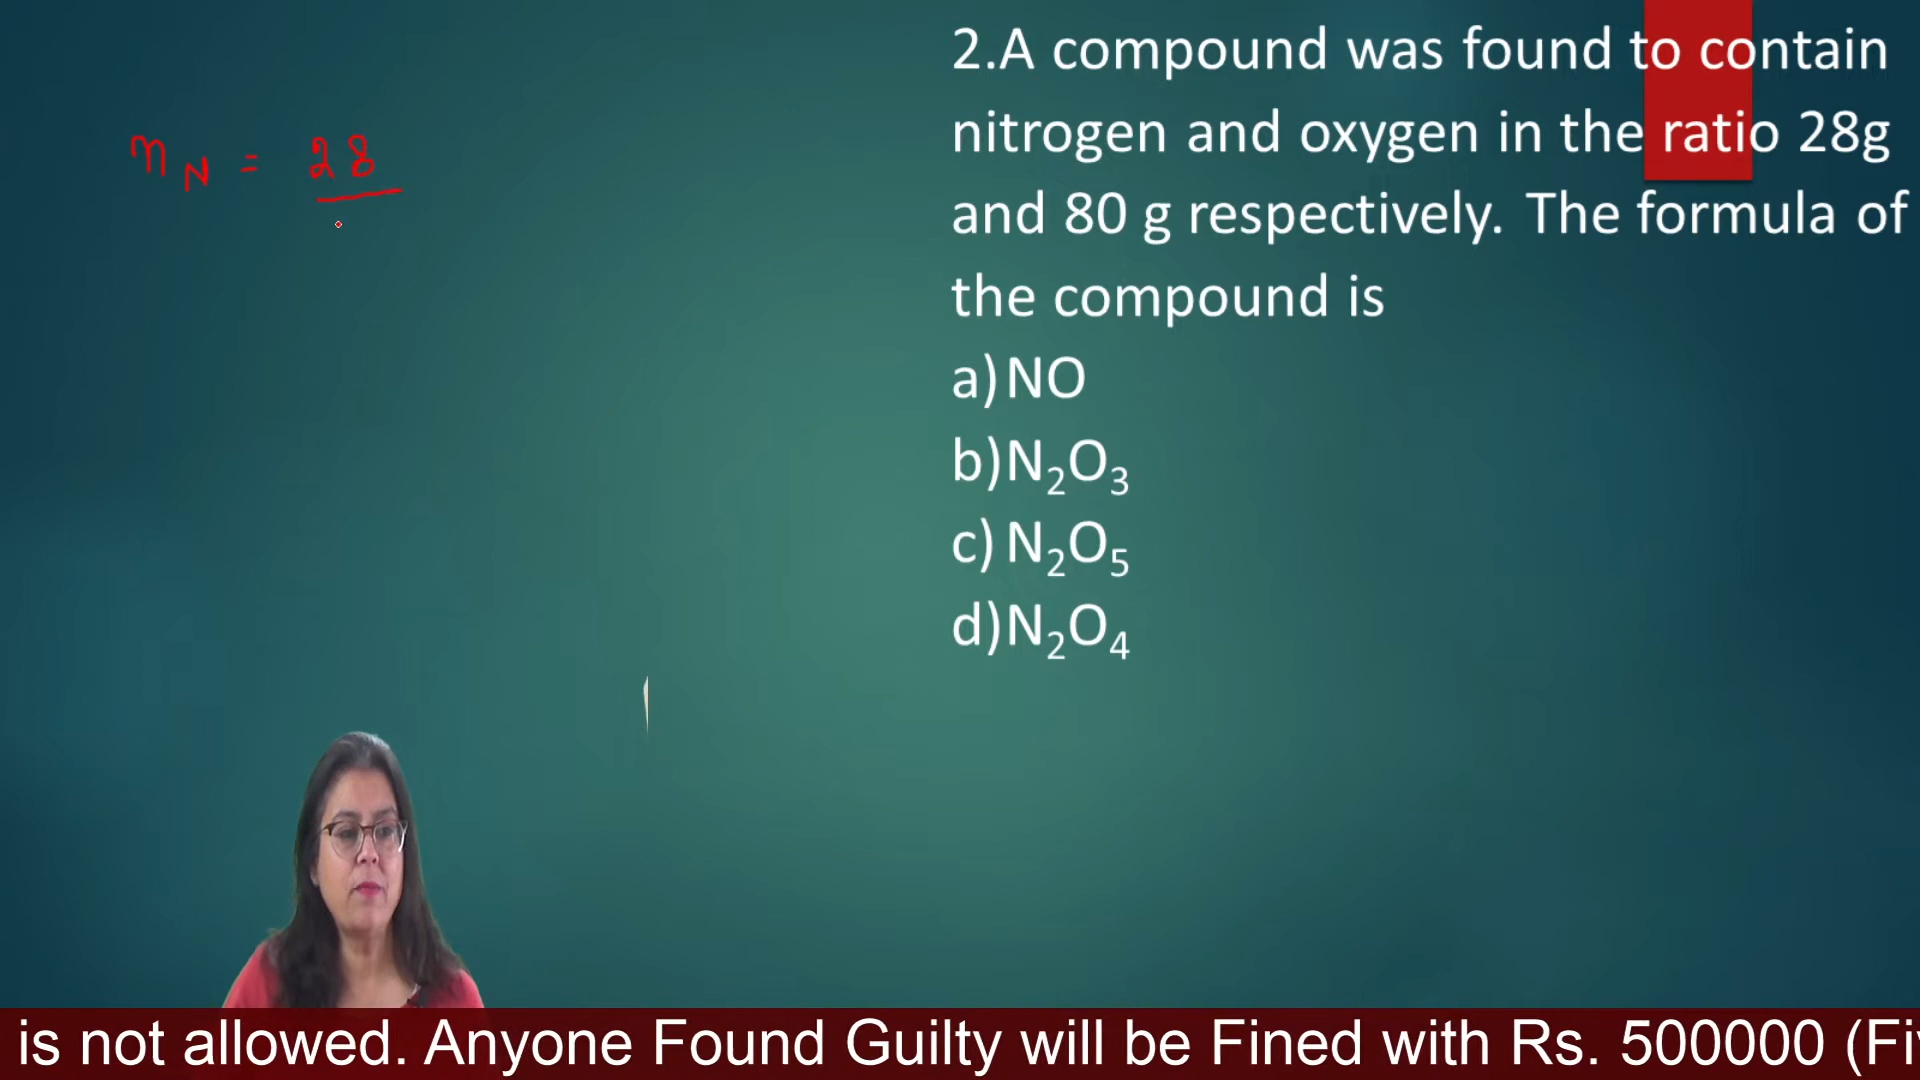 η_N = 28
2.A compound was found to contain
nitrogen and oxygen in the ratio 28g
and 80 g respectively. The formula of
the compound is
a) NO
b) N₂O₃
c) N₂O₅
d) N₂O₄
is not allowed. Anyone Found Guilty will be Fined with Rs. 500000 (Fi